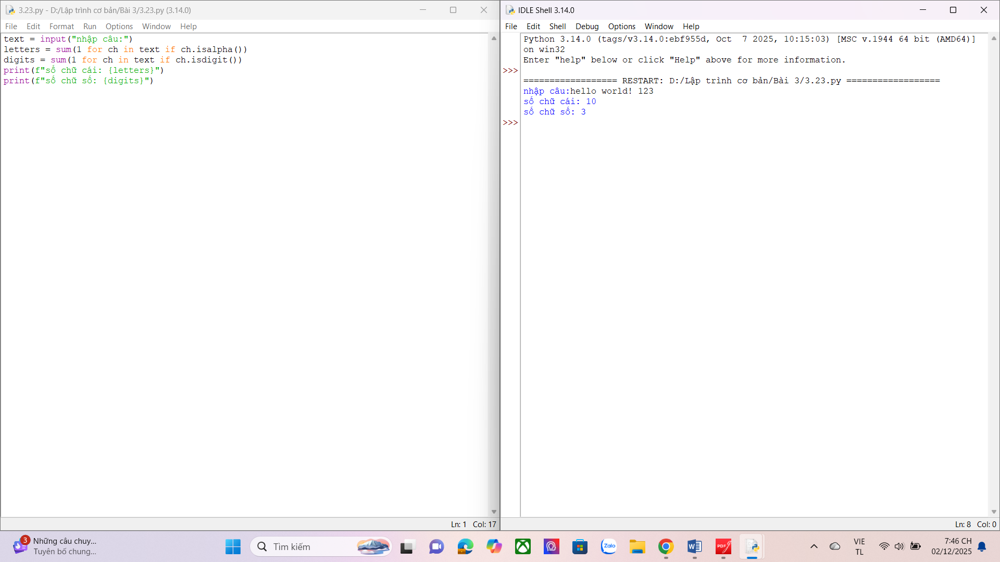 3.23.py - D:/Lập trình cơ bản/Bài 3/3.23.py (3.14.0)
File Edit Format Run Options Window Help
text = input("nhập câu:")
letters = sum(1 for ch in text if ch.isalpha())
digits = sum(1 for ch in text if ch.isdigit())
print(f"số chữ cái: {letters}")
print(f"số chữ số: {digits}")
Ln: 1 Col: 17
IDLE Shell 3.14.0
File Edit Shell Debug Options Window Help
Python 3.14.0 (tags/v3.14.0:ebf955d, Oct  7 2025, 10:15:03) [MSC v.1944 64 bit (AMD64)]
on win32
Enter "help" below or click "Help" above for more information.
>>>
================== RESTART: D:/Lập trình cơ bản/Bài 3/3.23.py ==================
nhập câu:hello world! 123
số chữ cái: 10
số chữ số: 3
>>>
Ln: 8 Col: 0
3
Những câu chuy...
Tuyên bố chung...
Tìm kiếm
Zalo
PDF
VIE
TL
7:46 CH
02/12/2025